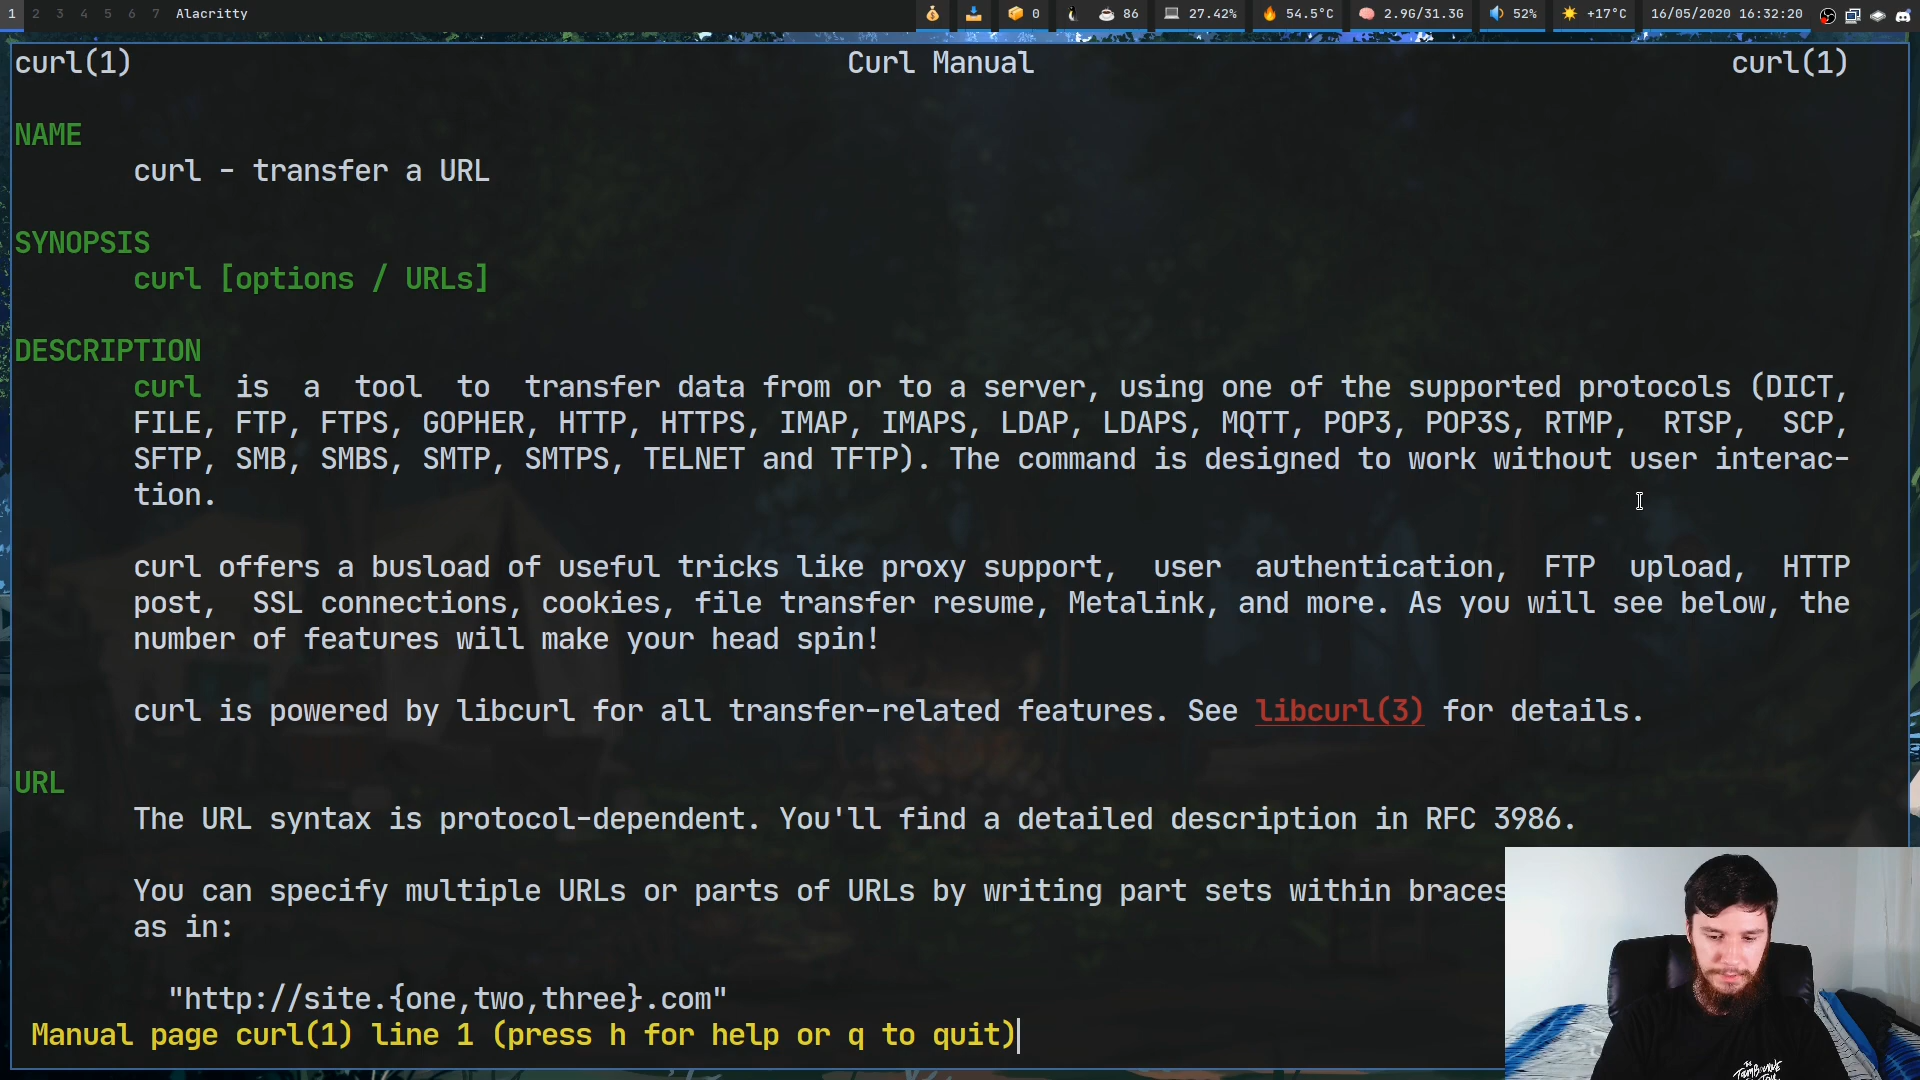 1 2 3 4 5 6 7 Alacritty 0 86 27.42% 54.5°C 2.9G/31.3G 52% +17°C 16/05/2020 16:32:20
curl(1) Curl Manual curl(1)
NAME
curl - transfer a URL
SYNOPSIS
curl [options / URLs]
DESCRIPTION
curl is a tool to transfer data from or to a server, using one of the supported protocols (DICT,
FILE, FTP, FTPS, GOPHER, HTTP, HTTPS, IMAP, IMAPS, LDAP, LDAPS, MQTT, POP3, POP3S, RTMP, RTSP, SCP,
SFTP, SMB, SMBS, SMTP, SMTPS, TELNET and TFTP). The command is designed to work without user interac-
tion.
curl offers a busload of useful tricks like proxy support, user authentication, FTP upload, HTTP
post, SSL connections, cookies, file transfer resume, Metalink, and more. As you will see below, the
number of features will make your head spin!
curl is powered by libcurl for all transfer-related features. See libcurl(3) for details.
URL
The URL syntax is protocol-dependent. You'll find a detailed description in RFC 3986.
You can specify multiple URLs or parts of URLs by writing part sets within braces
as in:
"http://site.{one,two,three}.com"
Manual page curl(1) line 1 (press h for help or q to quit)